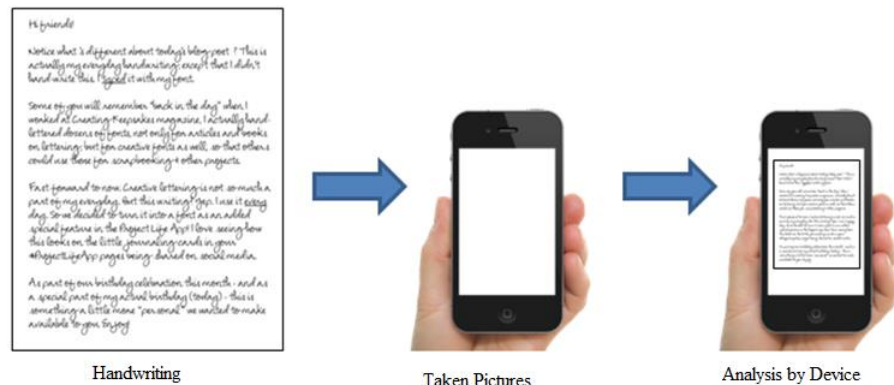 Hi friends!
Notice what's different about today's blog post? This is
actually my everyday handwriting, except that I didn't
hand write this, I typed it with my font.
Some of you will remember "back in the day" when I
worked at Creating Keepsakes magazine, I actually hand-
lettered dozens of fonts, not only for articles and books
on lettering, but for creative fonts as well, so that others
could use those for scrapbooking & other projects.
Fast forward to now. Creative lettering is not so much a
part of my everyday, but this writing? Yep. I use it every
day. So we decided to turn it into a font as an added
special feature in the Project Life App! I love seeing how
this looks on the little journaling cards in your
#ProjectLifeApp pages being shared on social media.
As part of our birthday celebration this month - and as
a special part of my actual birthday (today) - this is
something a little more "personal" we wanted to make
available to you. Enjoy!
Handwriting
Taken Pictures
Analysis by Device